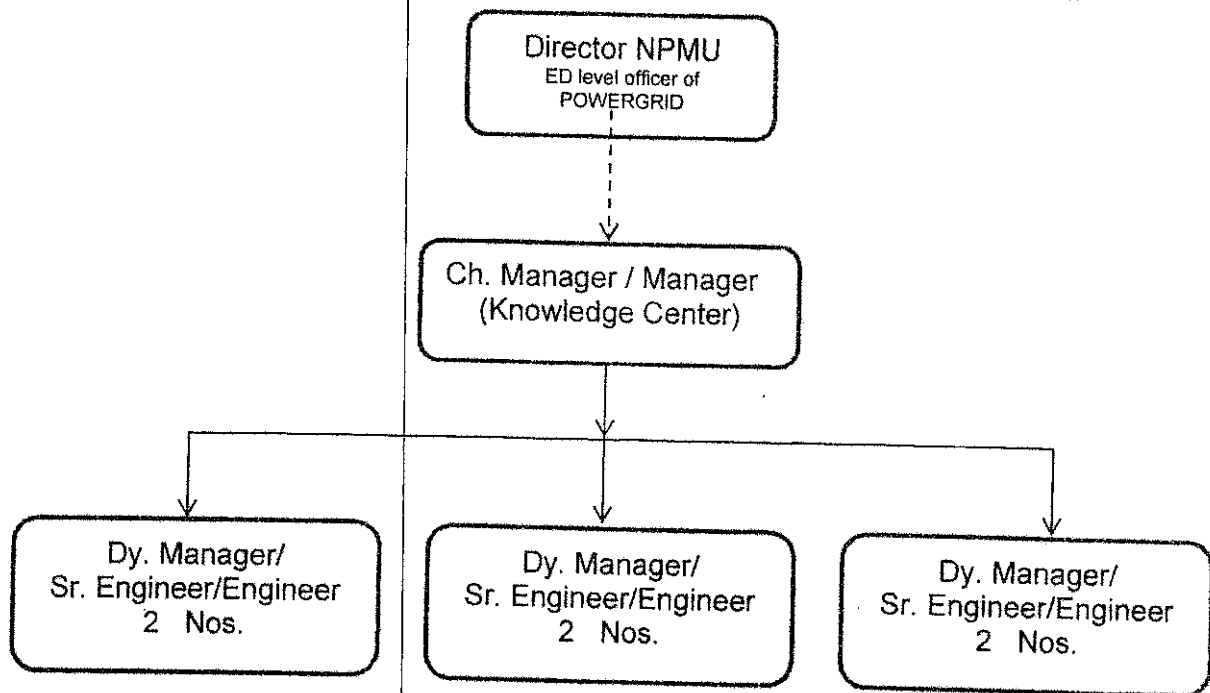 Director NPMU
ED level officer of
POWERGRID
Ch. Manager / Manager
(Knowledge Center)
Dy. Manager/
Sr. Engineer/Engineer
2 Nos.
Dy. Manager/
Sr. Engineer/Engineer
2 Nos.
Dy. Manager/
Sr. Engineer/Engineer
2 Nos.